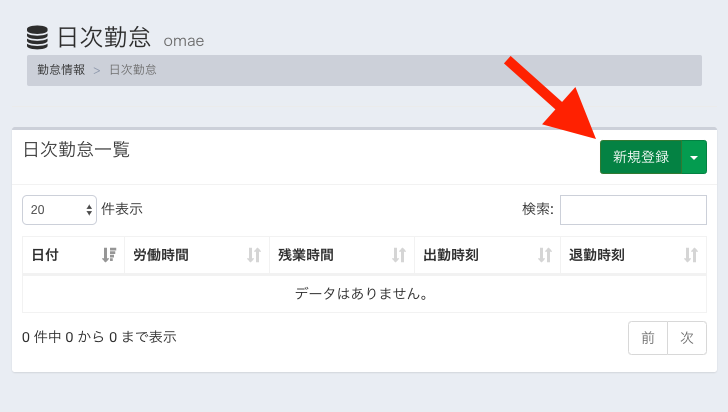 日次勤怠 omae
勤怠情報 > 日次勤怠
日次勤怠一覧
新規登録
20 件表示
検索:
日付 労働時間 残業時間 出勤時刻 退勤時刻
データはありません。
0 件中 0 から 0 まで表示
前 次